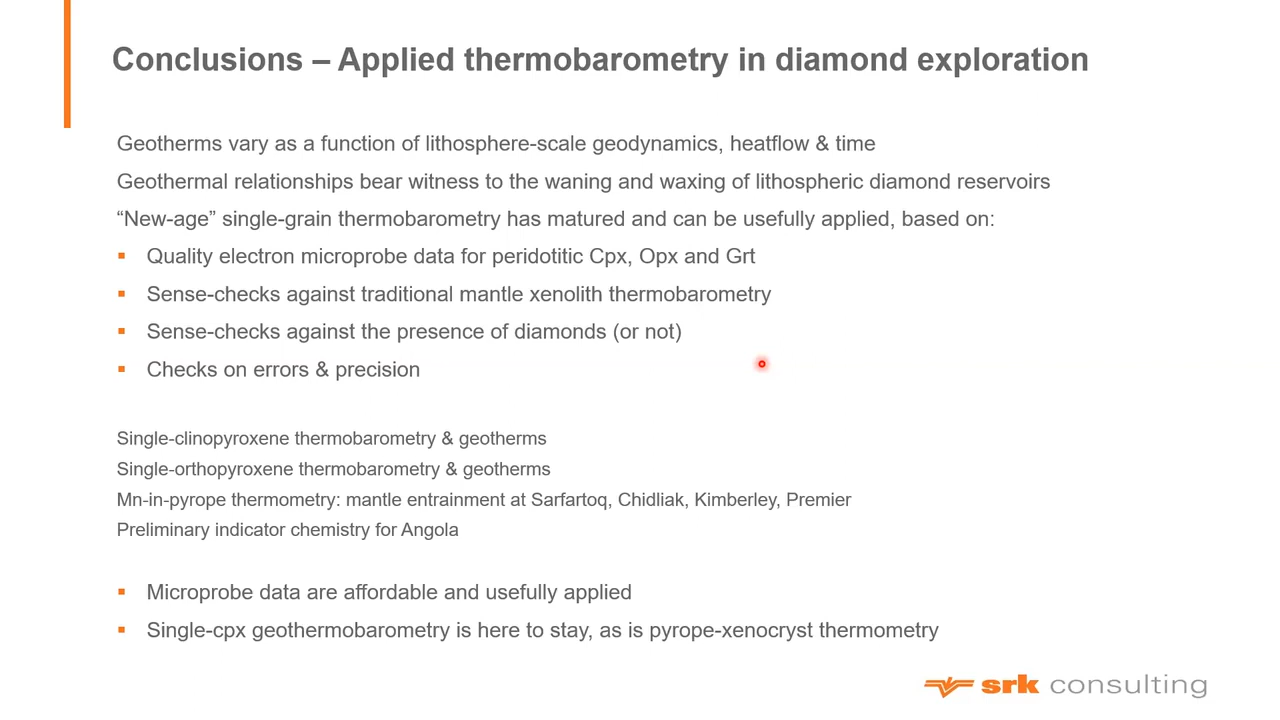 Conclusions – Applied thermobarometry in diamond exploration
Geotherms vary as a function of lithosphere-scale geodynamics, heatflow & time
Geothermal relationships bear witness to the waning and waxing of lithospheric diamond reservoirs
“New-age” single-grain thermobarometry has matured and can be usefully applied, based on:
Quality electron microprobe data for peridotitic Cpx, Opx and Grt
Sense-checks against traditional mantle xenolith thermobarometry
Sense-checks against the presence of diamonds (or not)
Checks on errors & precision
Single-clinopyroxene thermobarometry & geotherms
Single-orthopyroxene thermobarometry & geotherms
Mn-in-pyrope thermometry: mantle entrainment at Sarfartoq, Chidliak, Kimberley, Premier
Preliminary indicator chemistry for Angola
Microprobe data are affordable and usefully applied
Single-cpx geothermobarometry is here to stay, as is pyrope-xenocryst thermometry
srk consulting